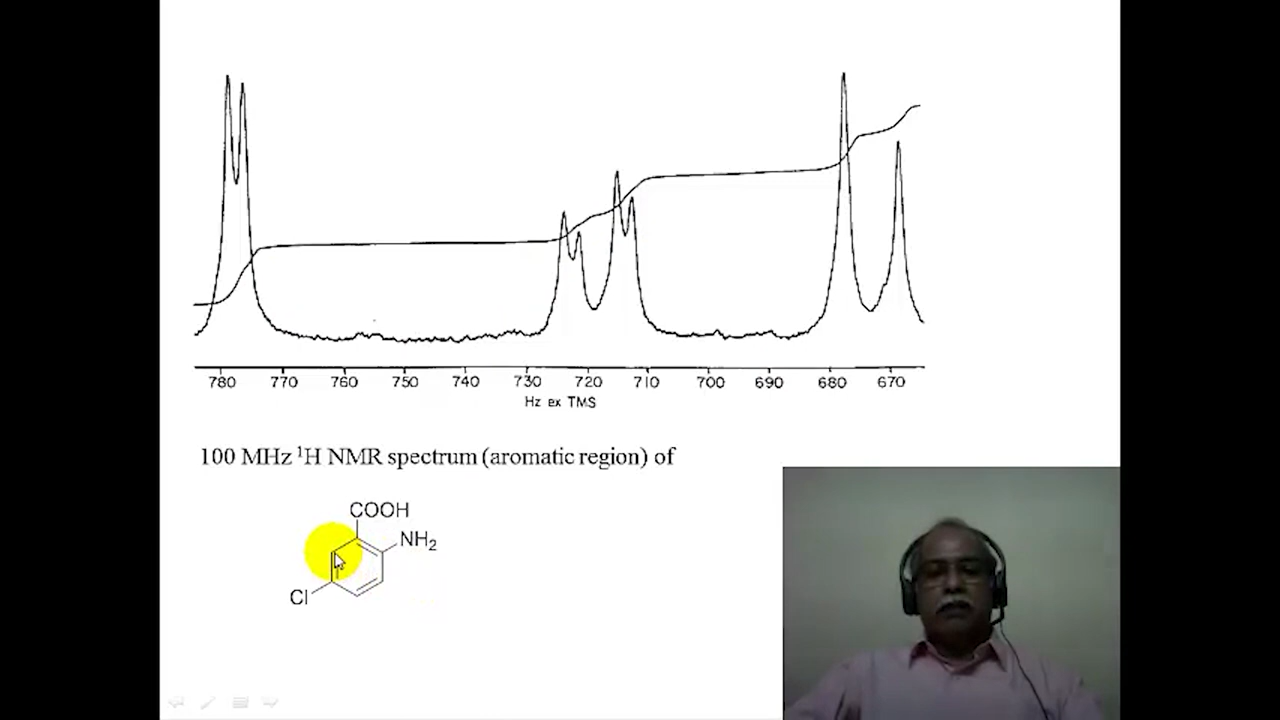 780 770 760 750 740 730 720 710 700 690 680 670
Hz ex TMS
100 MHz ¹H NMR spectrum (aromatic region) of
COOH
NH₂
Cl